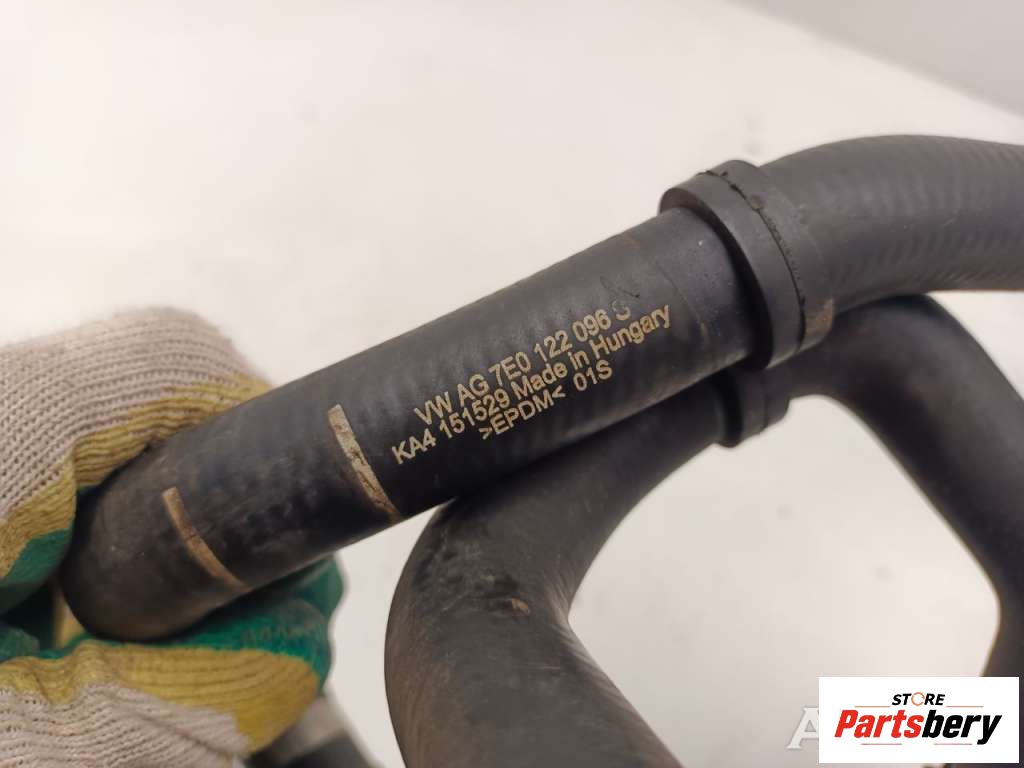 VW AG 7E0 122 096 S
KA4 151529 Made in Hungary
>EPDM< 01S
STORE
Partsbery